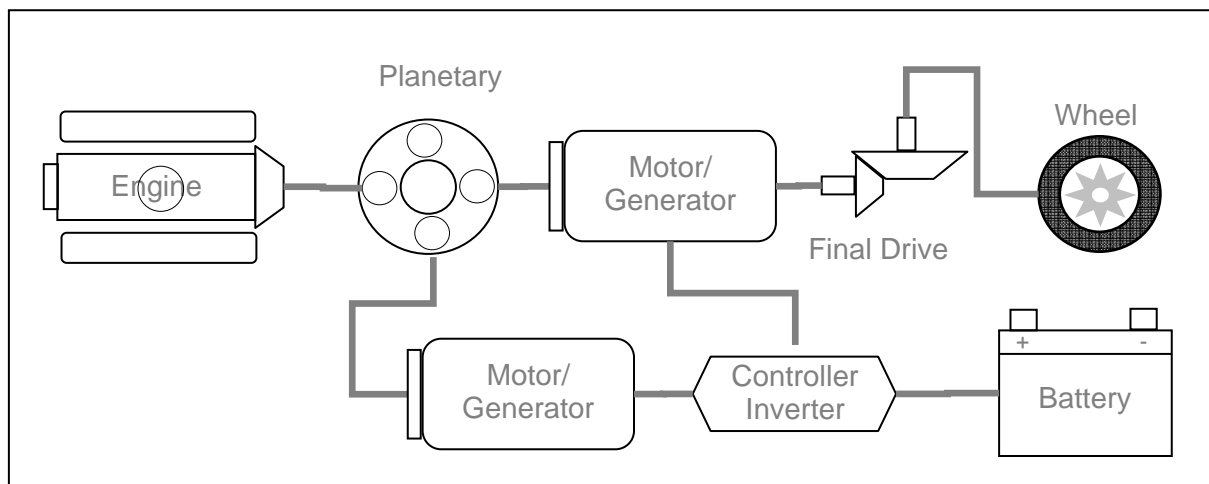 Planetary
Wheel
Engine
Motor/
Generator
Final Drive
Motor/
Generator
Controller
Inverter
+ -
Battery